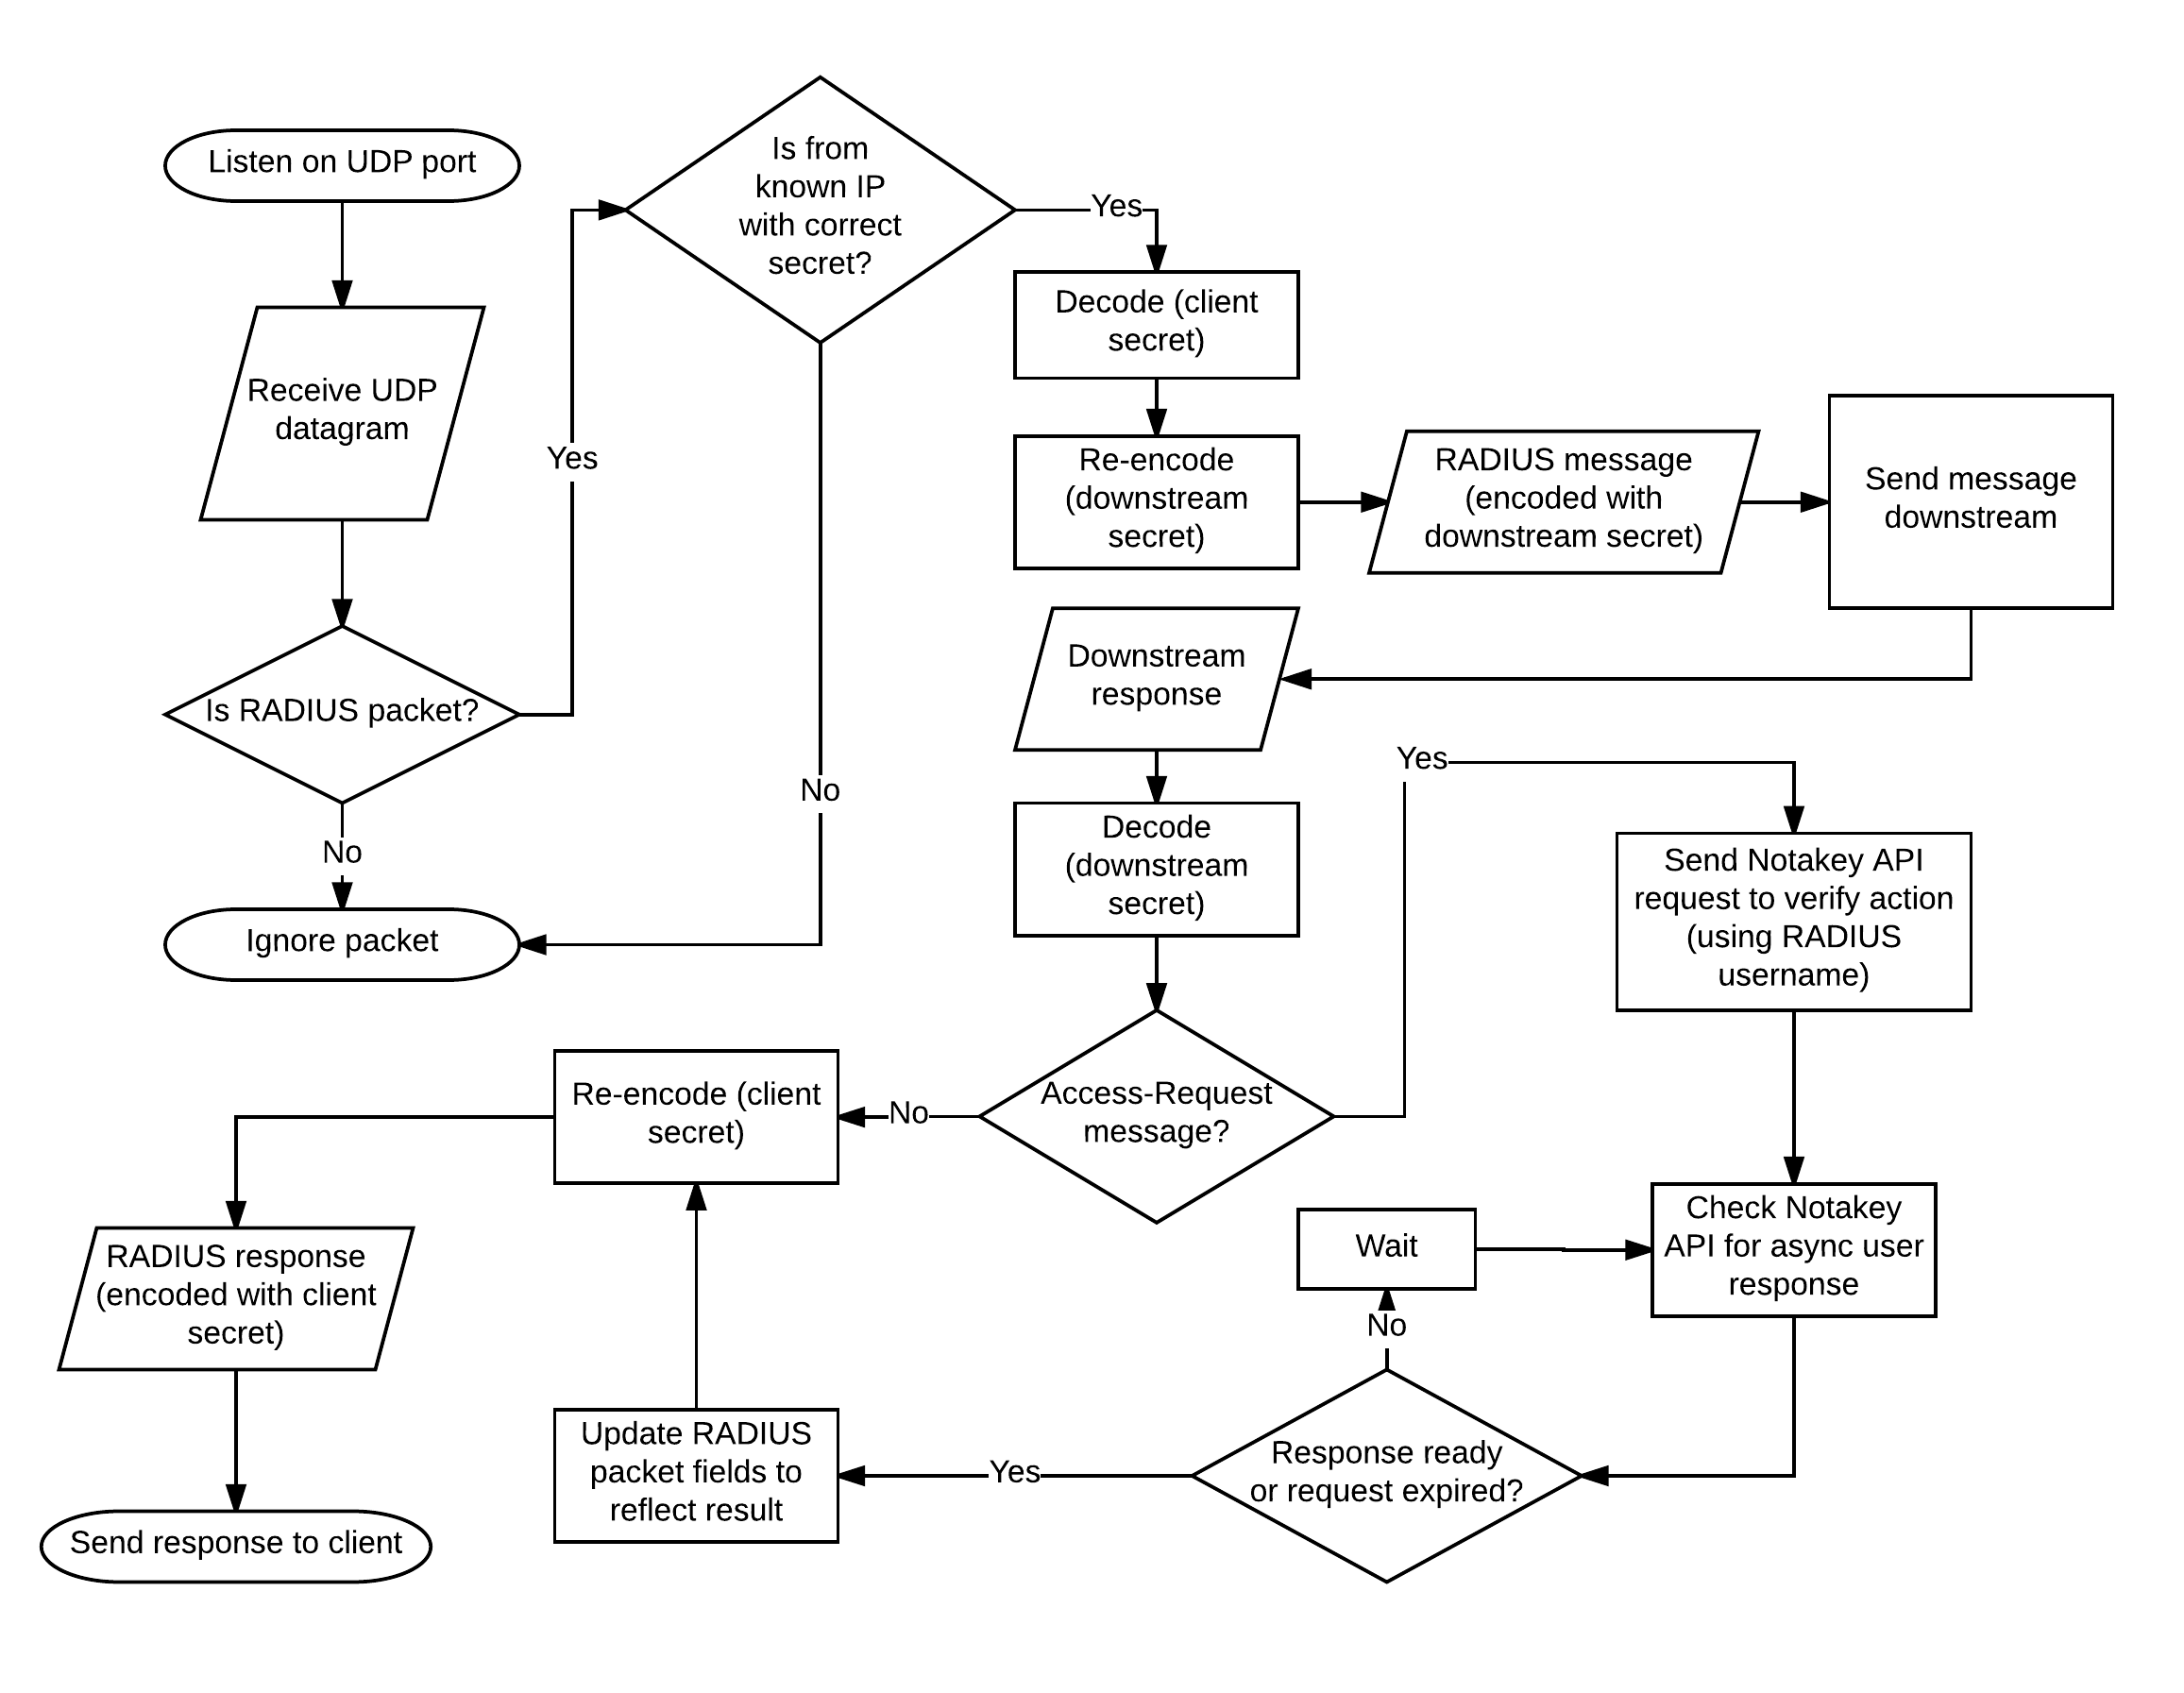 Listen on UDP port
Receive UDP
datagram
Is RADIUS packet?
Yes
No
Ignore packet
Is from
known IP
with correct
secret?
Yes
No
Decode (client
secret)
Re-encode
(downstream
secret)
RADIUS message
(encoded with
downstream secret)
Send message
downstream
Downstream
response
Decode
(downstream
secret)
Access-Request
message?
Yes
No
Send Notakey API
request to verify action
(using RADIUS
username)
Check Notakey
API for async user
response
Wait
No
Response ready
or request expired?
Yes
Update RADIUS
packet fields to
reflect result
Re-encode (client
secret)
RADIUS response
(encoded with client
secret)
Send response to client